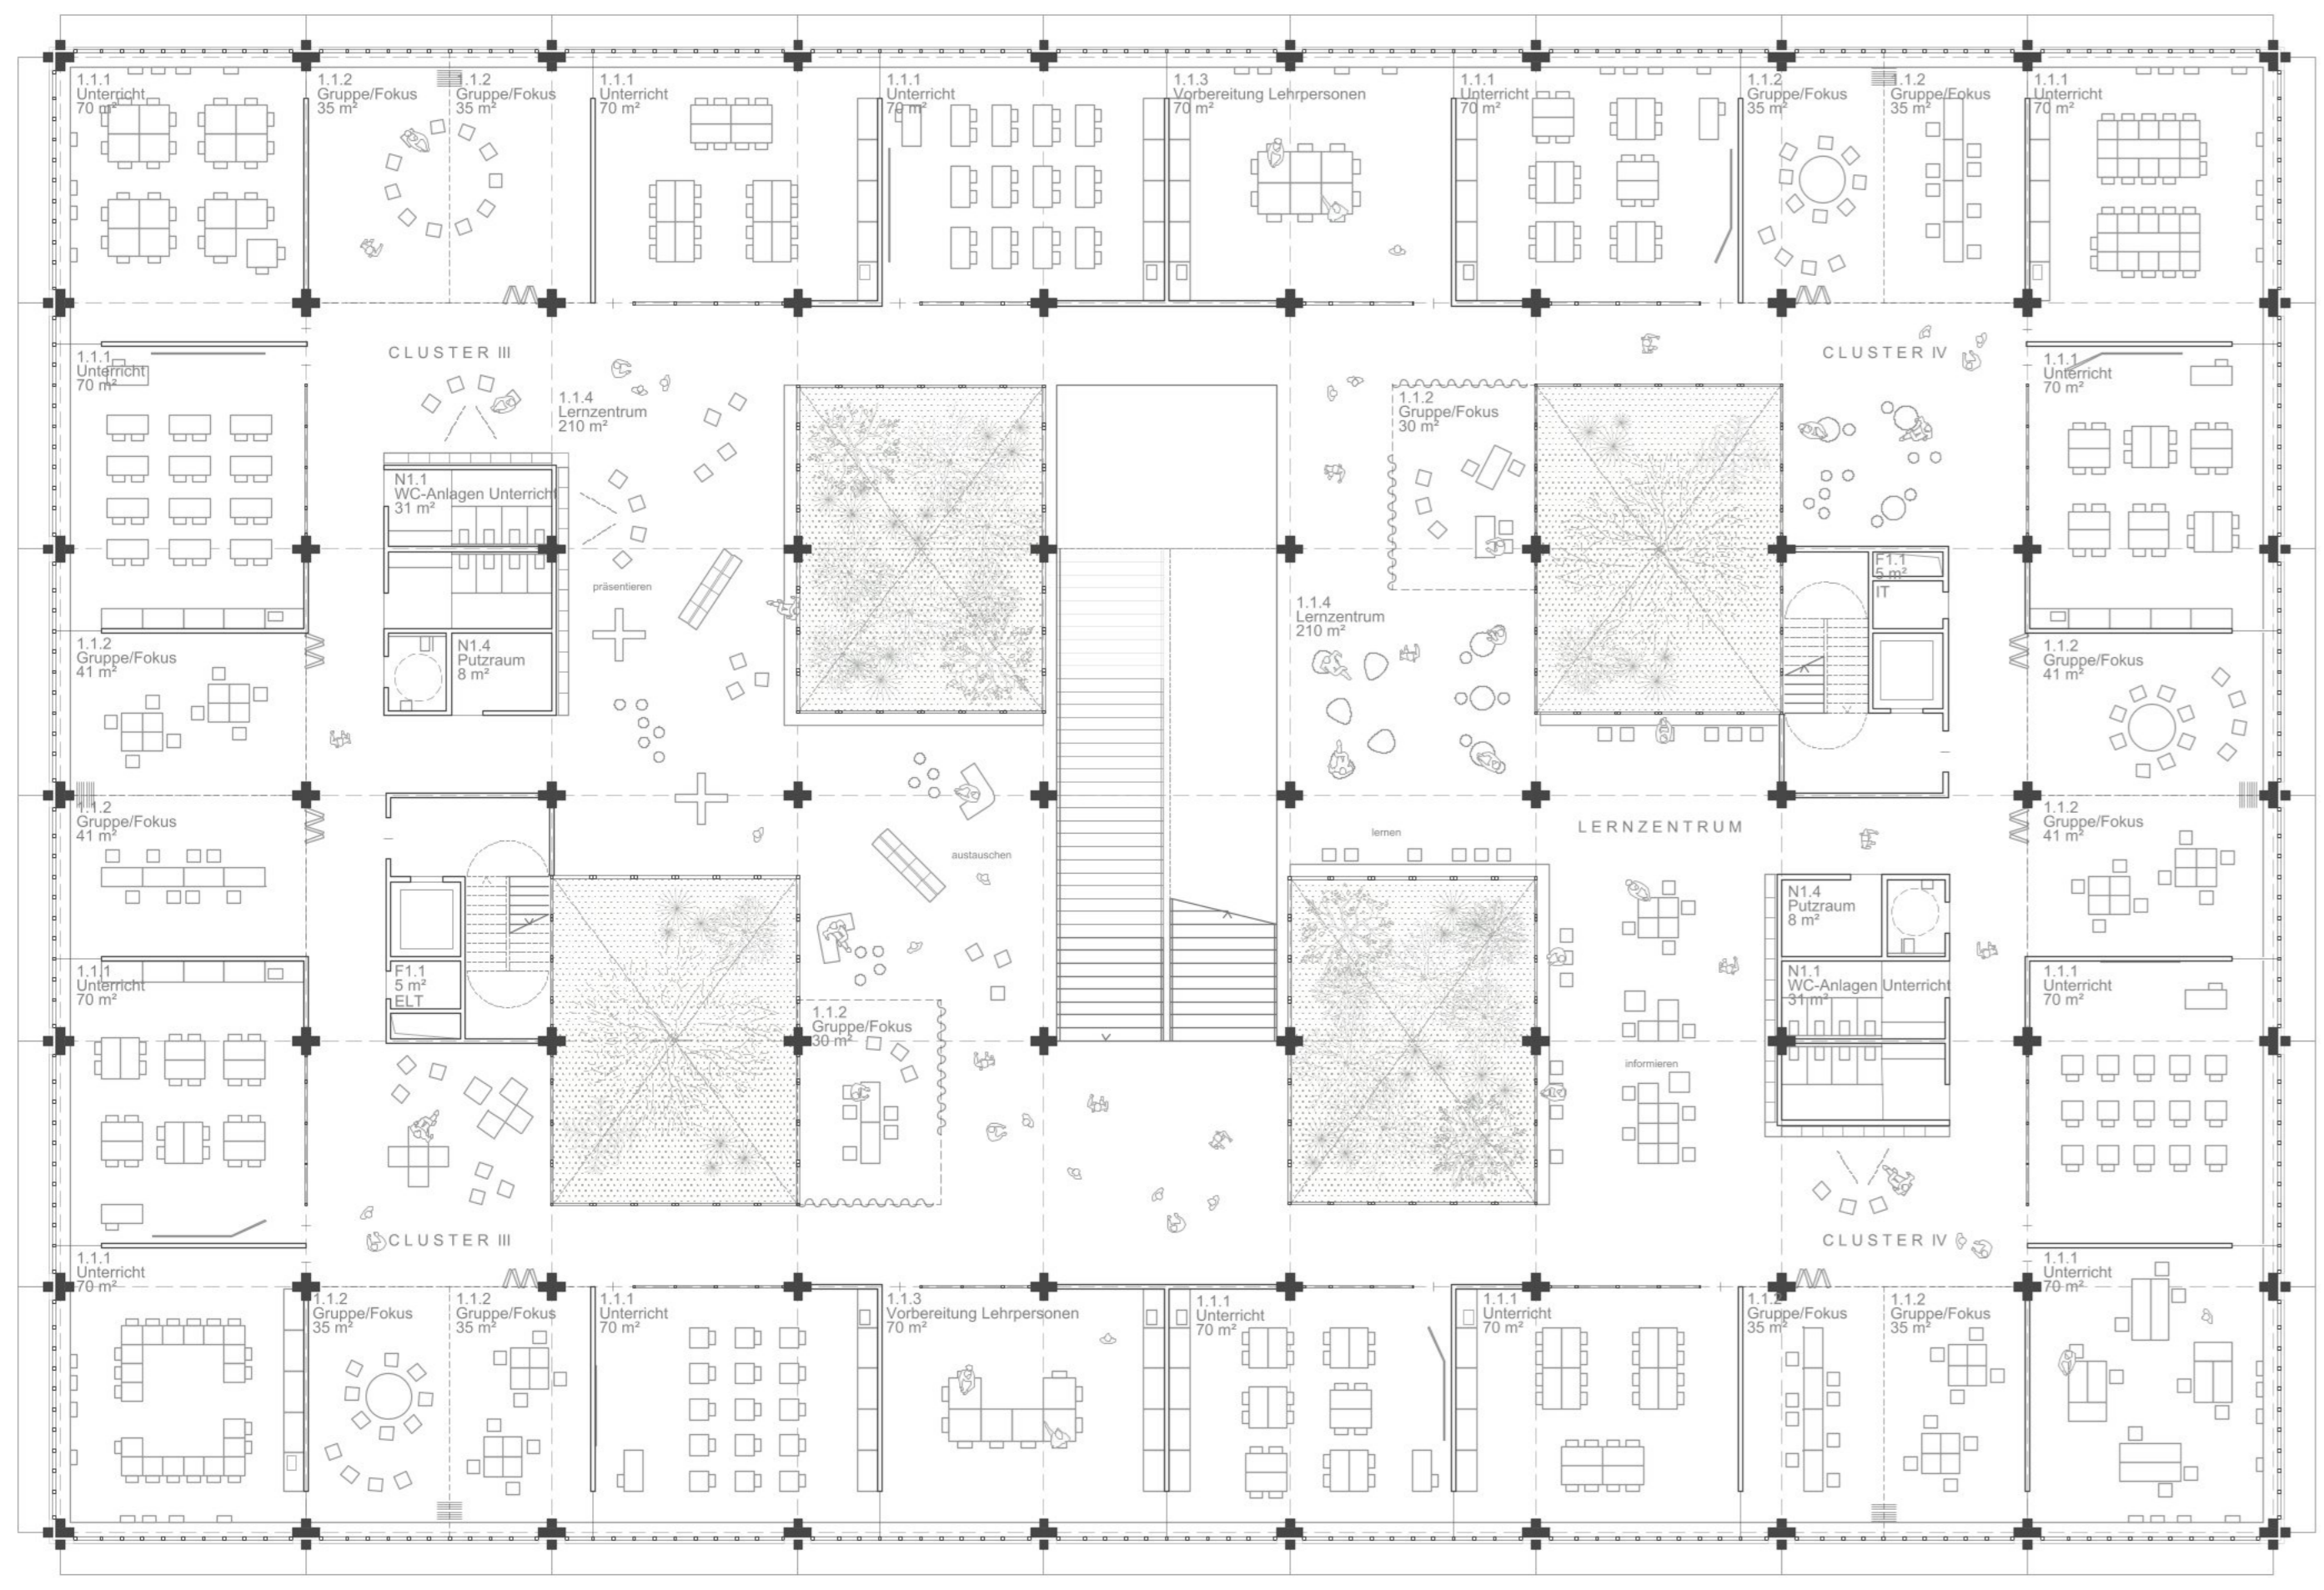 1.1.1
Unterricht
70 m²
1.1.2
Gruppe/Fokus
35 m²
1.1.2
Gruppe/Fokus
35 m²
1.1.1
Unterricht
70 m²
1.1.1
Unterricht
70 m²
1.1.3
Vorbereitung Lehrpersonen
70 m²
1.1.1
Unterricht
70 m²
1.1.2
Gruppe/Fokus
35 m²
1.1.2
Gruppe/Fokus
35 m²
1.1.1
Unterricht
70 m²
1.1.1
Unterricht
70 m²
CLUSTER III
1.1.4
Lernzentrum
210 m²
1.1.2
Gruppe/Fokus
30 m²
CLUSTER IV
1.1.1
Unterricht
70 m²
N1.1
WC-Anlagen Unterricht
31 m²
präsentieren
F1.1
5 m²
IT
1.1.4
Lernzentrum
210 m²
1.1.2
Gruppe/Fokus
41 m²
N1.4
Putzraum
8 m²
1.1.2
Gruppe/Fokus
41 m²
1.1.2
Gruppe/Fokus
41 m²
austauschen
lernen
LERNZENTRUM
1.1.2
Gruppe/Fokus
41 m²
N1.4
Putzraum
8 m²
1.1.1
Unterricht
70 m²
F1.1
5 m²
ELT
1.1.2
Gruppe/Fokus
30 m²
N1.1
WC-Anlagen Unterricht
31 m²
1.1.1
Unterricht
70 m²
informieren
CLUSTER III
CLUSTER IV
1.1.1
Unterricht
70 m²
1.1.2
Gruppe/Fokus
35 m²
1.1.2
Gruppe/Fokus
35 m²
1.1.1
Unterricht
70 m²
1.1.3
Vorbereitung Lehrpersonen
70 m²
1.1.1
Unterricht
70 m²
1.1.1
Unterricht
70 m²
1.1.2
Gruppe/Fokus
35 m²
1.1.2
Gruppe/Fokus
35 m²
1.1.1
Unterricht
70 m²